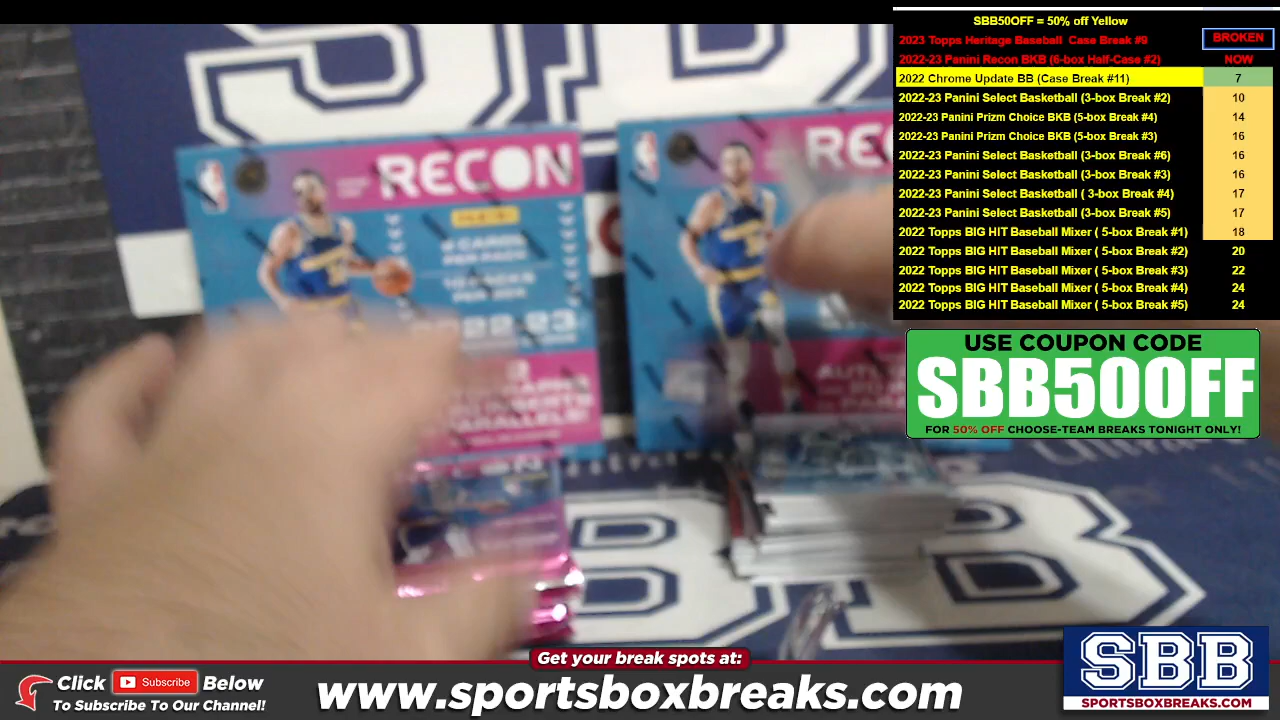 SBB50OFF = 50% off Yellow
2023 Topps Heritage Baseball Case Break #9 BROKEN
2022-23 Panini Recon BKB (6-box Half-Case #2) NOW
2022 Chrome Update BB (Case Break #11) 7
2022-23 Panini Select Basketball (3-box Break #2) 10
2022-23 Panini Prizm Choice BKB (5-box Break #4) 14
2022-23 Panini Prizm Choice BKB (5-box Break #3) 16
2022-23 Panini Select Basketball (3-box Break #6) 16
2022-23 Panini Select Basketball (3-box Break #3) 16
2022-23 Panini Select Basketball ( 3-box Break #4) 17
2022-23 Panini Select Basketball (3-box Break #5) 17
2022 Topps BIG HIT Baseball Mixer ( 5-box Break #1) 18
2022 Topps BIG HIT Baseball Mixer ( 5-box Break #2) 20
2022 Topps BIG HIT Baseball Mixer ( 5-box Break #3) 22
2022 Topps BIG HIT Baseball Mixer ( 5-box Break #4) 24
2022 Topps BIG HIT Baseball Mixer ( 5-box Break #5) 24
USE COUPON CODE
SBB50OFF
FOR 50% OFF CHOOSE-TEAM BREAKS TONIGHT ONLY!
RECON
PER PACK
PER BOX
2022-23
REC
Get your break spots at:
Click Subscribe Below
To Subscribe To Our Channel!
www.sportsboxbreaks.com
SBB
SPORTSBOXBREAKS.COM